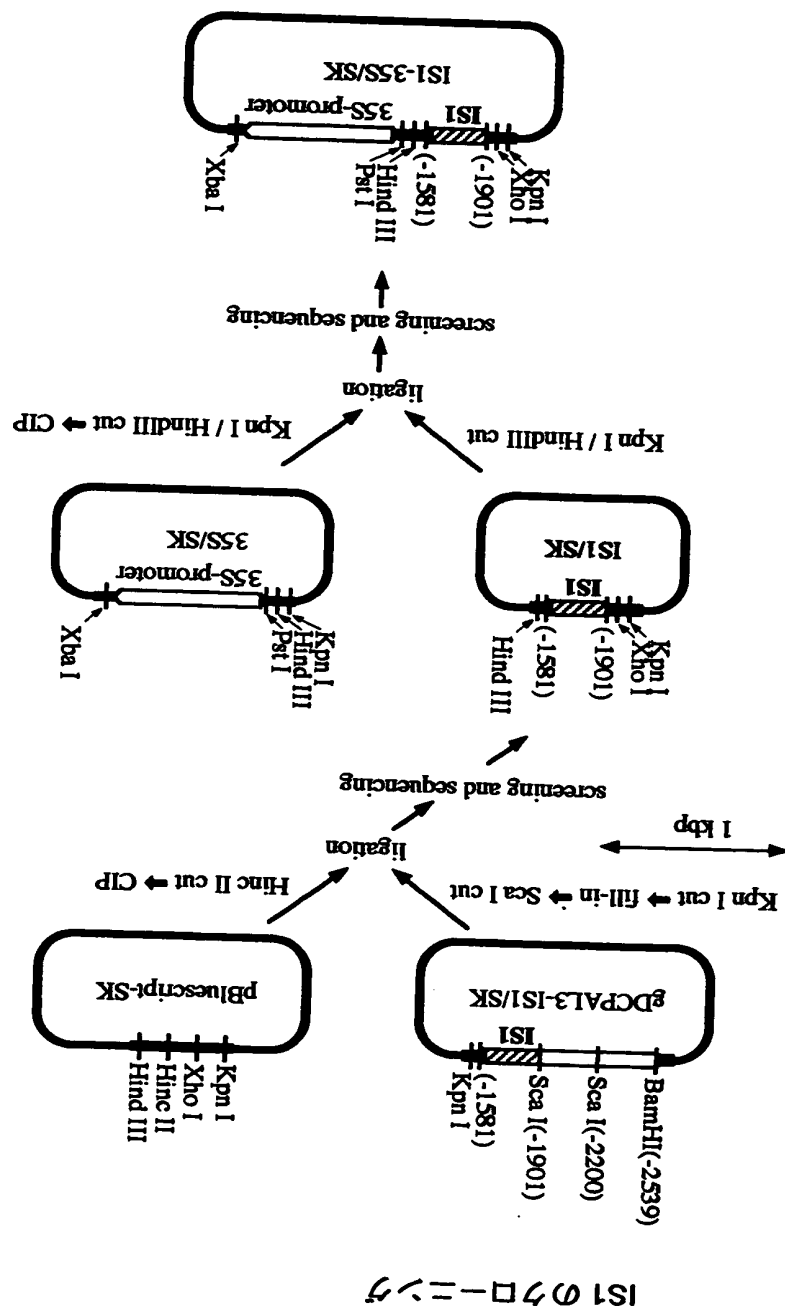 IS1 のクローニング
BamHI(-2539)
Sca I(-2200)
Sca I(-1901)
(-1581)
Kpn I
IS1
gDCPAL3-IS1/SK
Kpn I
Xho I
Hinc II
Hind III
pBluescript-SK
Kpn I cut ➡ fill-in ➡ Sca I cut
Hinc II cut ➡ CIP
1 kbp
ligation
screening and sequencing
Kpn I
Xho I
(-1901)
(-1581)
Hind III
IS1
IS1/SK
Kpn I
Hind III
Pst I
Xba I
35S-promoter
35S/SK
Kpn I / HindIII cut
Kpn I / HindIII cut ➡ CIP
ligation
screening and sequencing
Kpn I
Xho I
(-1901)
(-1581)
Hind III
Pst I
Xba I
IS1
35S-promoter
IS1-35S/SK